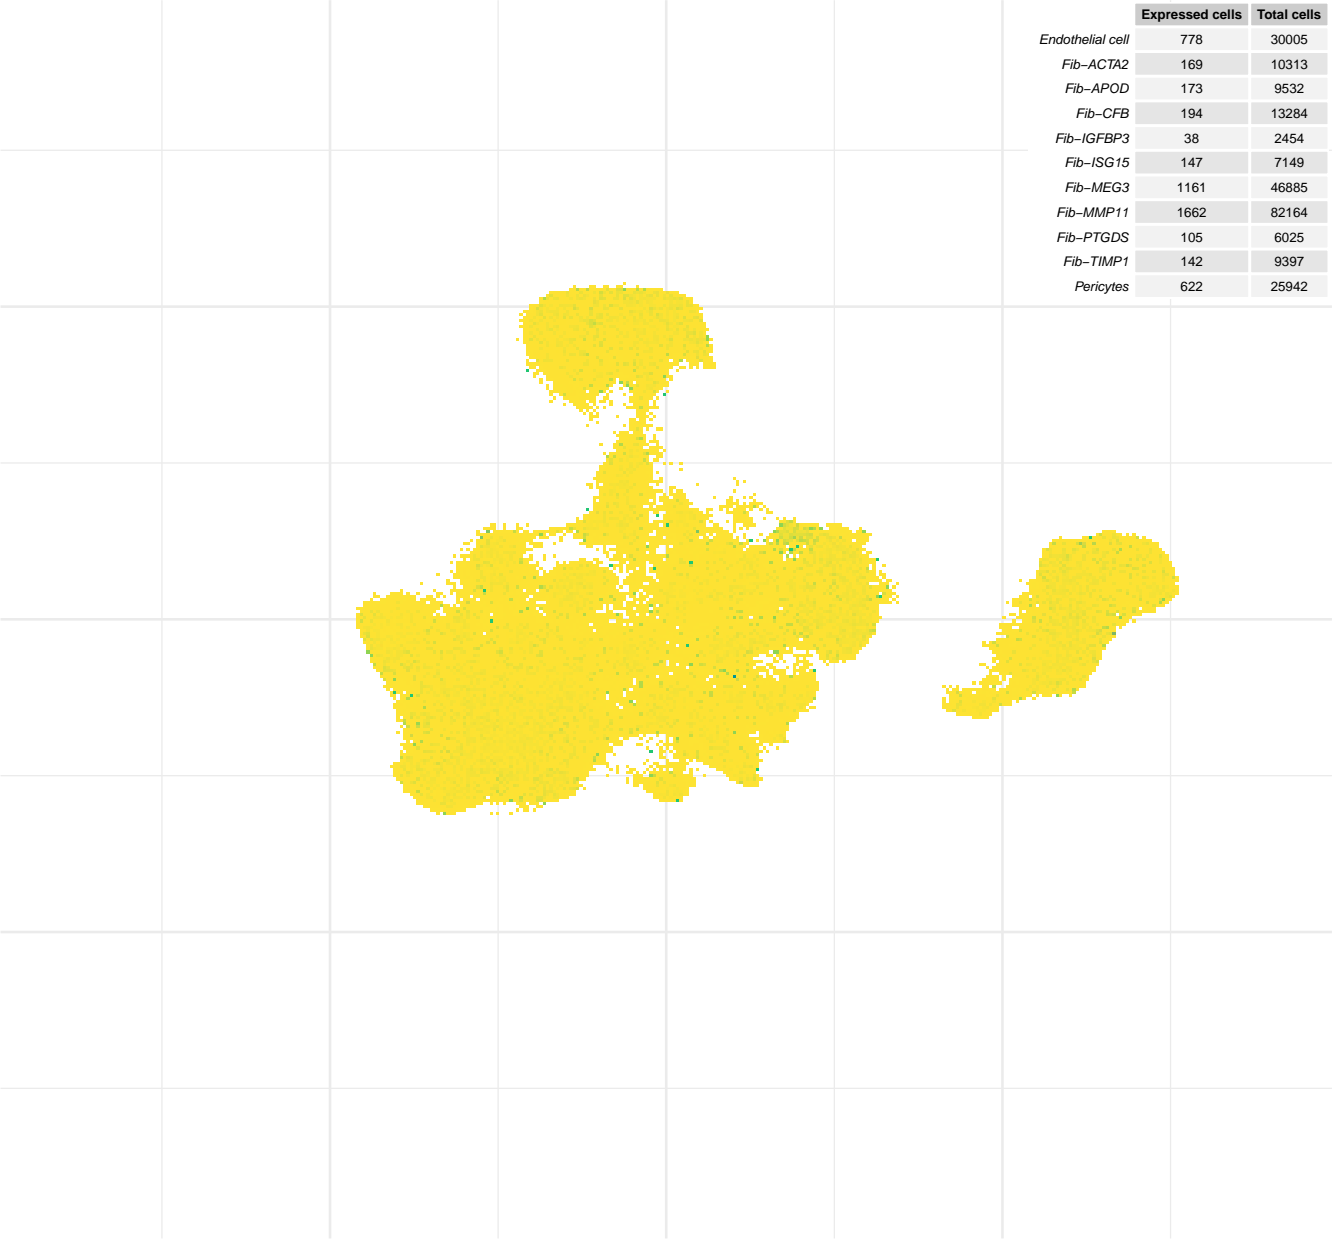 Expressed cells Total cells
Endothelial cell 778 30005
Fib−ACTA2 169 10313
Fib−APOD 173 9532
Fib−CFB 194 13284
Fib−IGFBP3 38 2454
Fib−ISG15 147 7149
Fib−MEG3 1161 46885
Fib−MMP11 1662 82164
Fib−PTGDS 105 6025
Fib−TIMP1 142 9397
Pericytes 622 25942